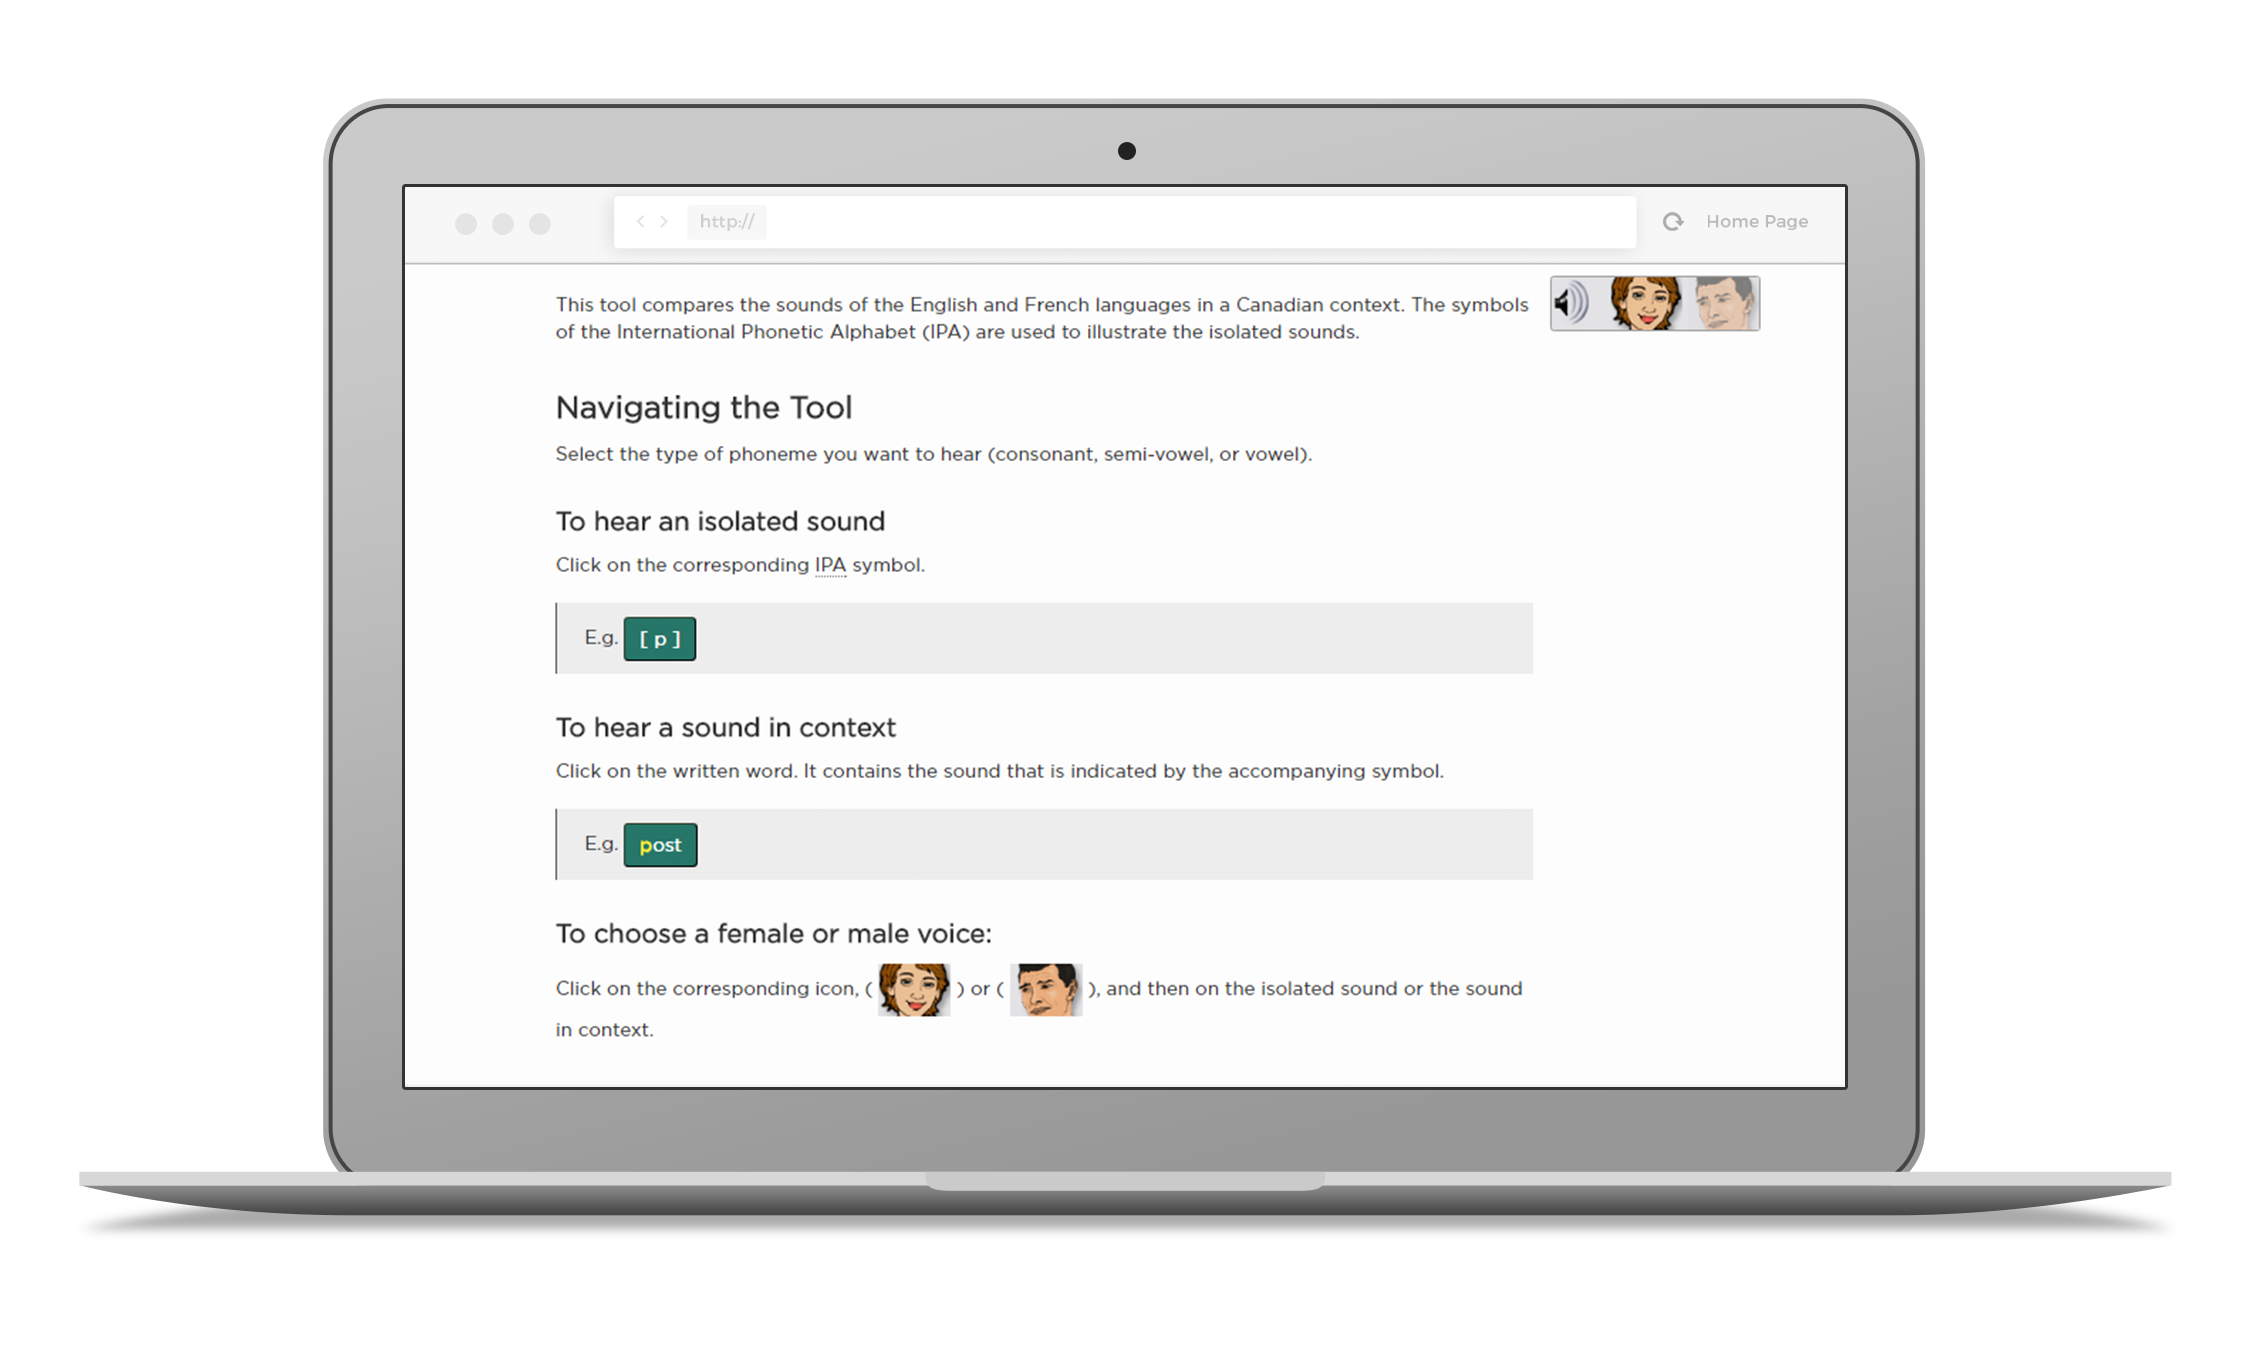 http://
Home Page
This tool compares the sounds of the English and French languages in a Canadian context. The symbols
of the International Phonetic Alphabet (IPA) are used to illustrate the isolated sounds.
Navigating the Tool
Select the type of phoneme you want to hear (consonant, semi-vowel, or vowel).
To hear an isolated sound
Click on the corresponding IPA symbol.
E.g. [ p ]
To hear a sound in context
Click on the written word. It contains the sound that is indicated by the accompanying symbol.
E.g. post
To choose a female or male voice:
Click on the corresponding icon, ( ) or ( ), and then on the isolated sound or the sound
in context.